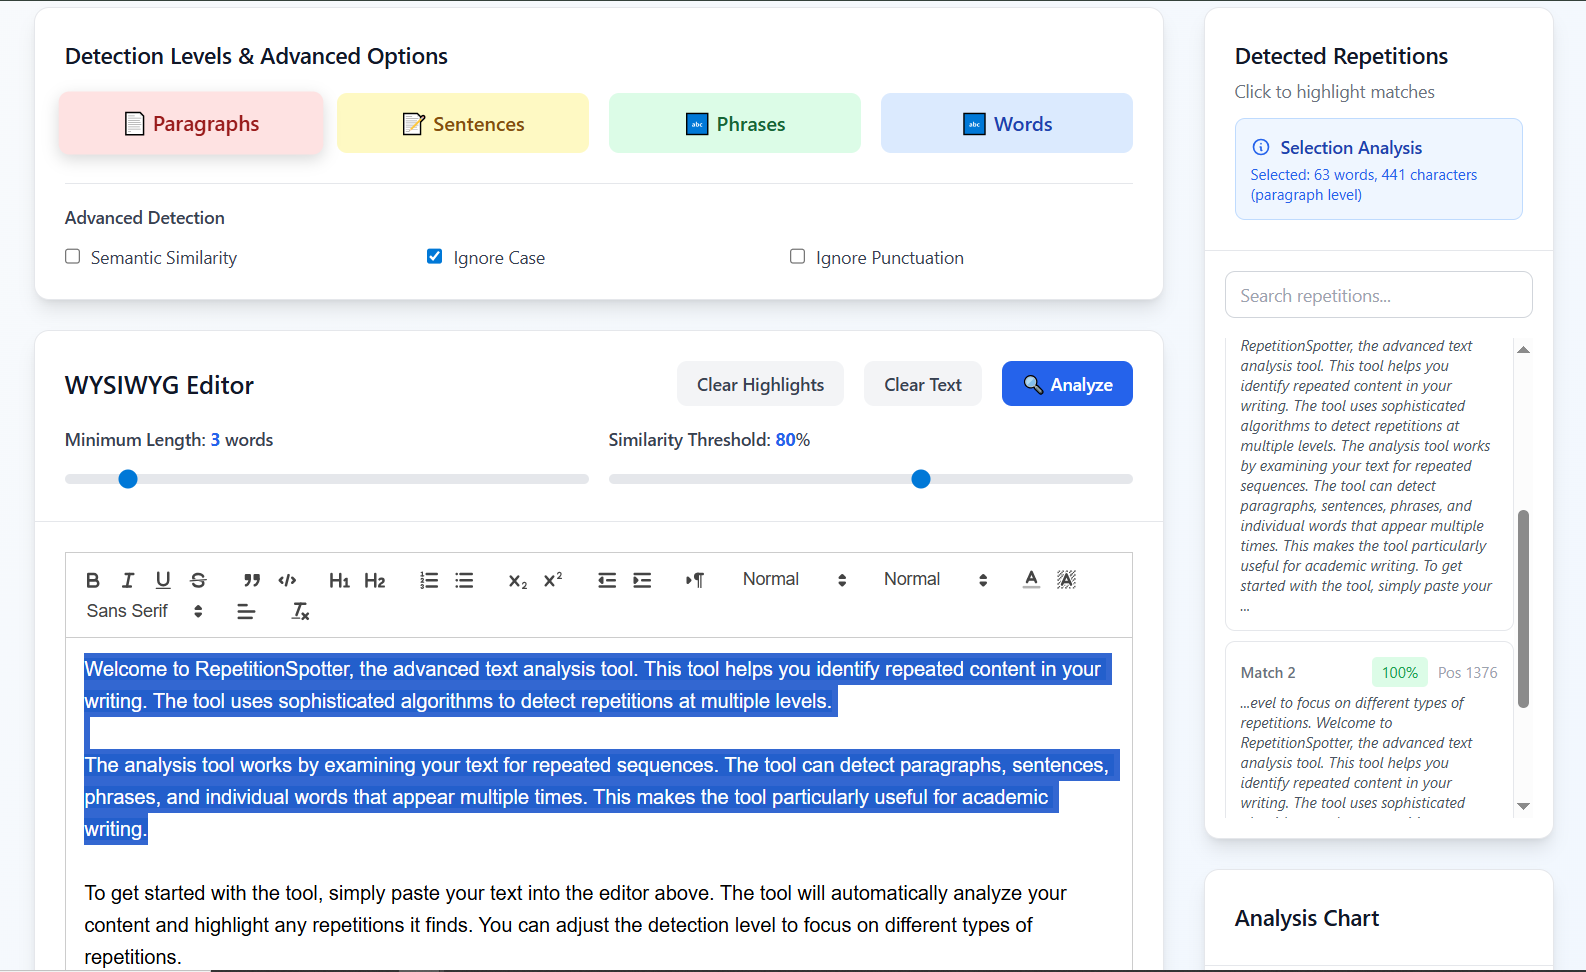 Detection Levels & Advanced Options
Paragraphs
Sentences
abc Phrases
abc Words
Advanced Detection
Semantic Similarity
Ignore Case
Ignore Punctuation
WYSIWYG Editor
Clear Highlights
Clear Text
Analyze
Minimum Length: 3 words
Similarity Threshold: 80%
B I U S ” </> H1 H2 x2 x2 ¶ Normal Normal A A
Sans Serif Tx
Welcome to RepetitionSpotter, the advanced text analysis tool. This tool helps you identify repeated content in your
writing. The tool uses sophisticated algorithms to detect repetitions at multiple levels.
The analysis tool works by examining your text for repeated sequences. The tool can detect paragraphs, sentences,
phrases, and individual words that appear multiple times. This makes the tool particularly useful for academic
writing.
To get started with the tool, simply paste your text into the editor above. The tool will automatically analyze your
content and highlight any repetitions it finds. You can adjust the detection level to focus on different types of
repetitions.
Detected Repetitions
Click to highlight matches
Selection Analysis
Selected: 63 words, 441 characters
(paragraph level)
Search repetitions...
RepetitionSpotter, the advanced text
analysis tool. This tool helps you
identify repeated content in your
writing. The tool uses sophisticated
algorithms to detect repetitions at
multiple levels. The analysis tool works
by examining your text for repeated
sequences. The tool can detect
paragraphs, sentences, phrases, and
individual words that appear multiple
times. This makes the tool particularly
useful for academic writing. To get
started with the tool, simply paste your
...
Match 2 100% Pos 1376
...evel to focus on different types of
repetitions. Welcome to
RepetitionSpotter, the advanced text
analysis tool. This tool helps you
identify repeated content in your
writing. The tool uses sophisticated
Analysis Chart